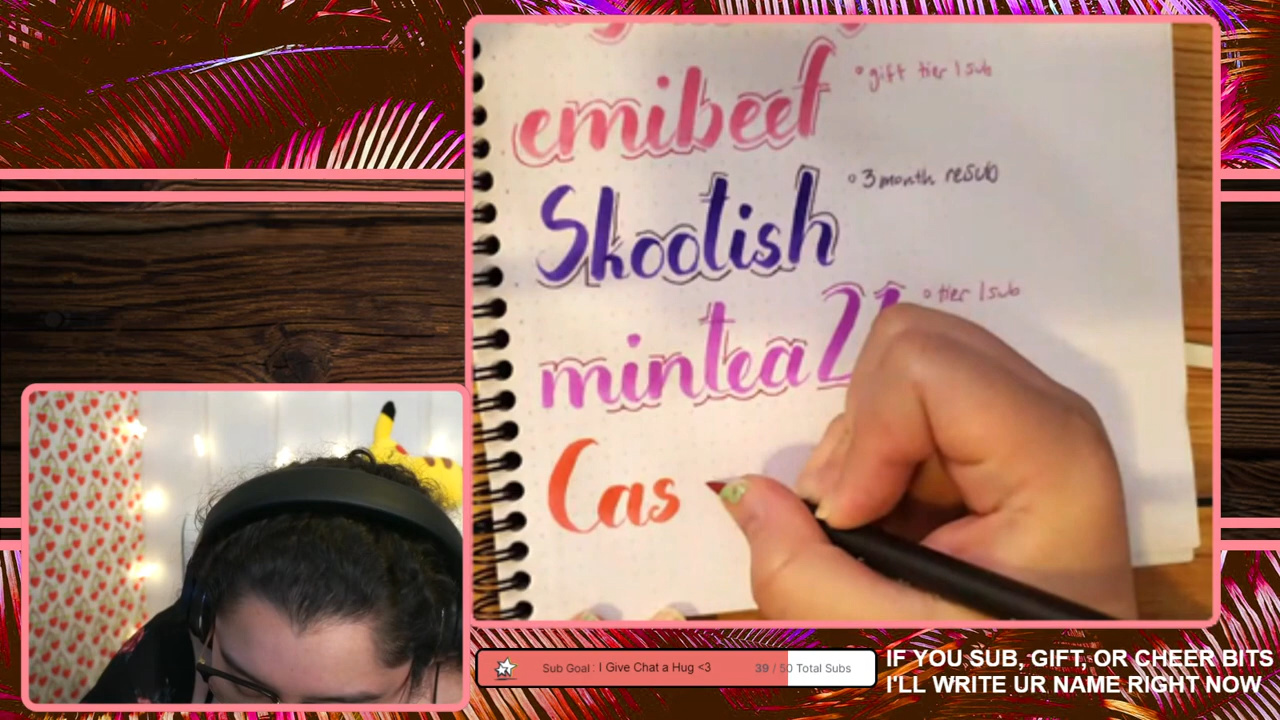 emibeef
gift tier 1 sub
Skootish
3 month resub
mintea21
tier 1 sub
Cas
Sub Goal : I Give Chat a Hug <3 39 / 50 Total Subs
IF YOU SUB, GIFT, OR CHEER BITS
I'LL WRITE UR NAME RIGHT NOW